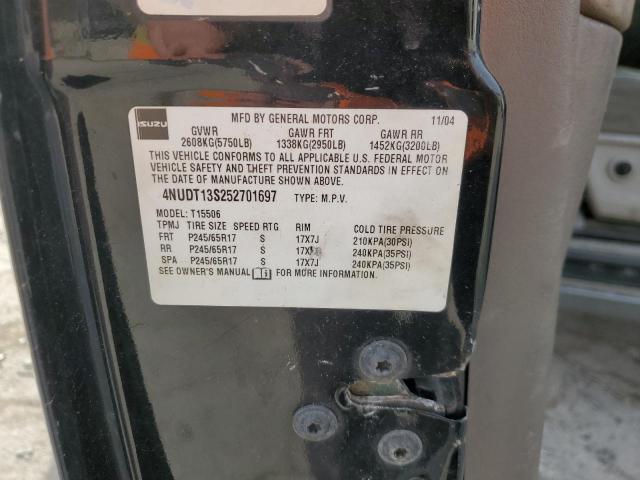 MFD BY GENERAL MOTORS CORP. 11/04
ISUZU
GVWR GAWR FRT GAWR RR
2608KG(5750LB) 1338KG(2950LB) 1452KG(3200LB)
THIS VEHICLE CONFORMS TO ALL APPLICABLE U.S. FEDERAL MOTOR
VEHICLE SAFETY AND THEFT PREVENTION STANDARDS IN EFFECT ON
THE DATE OF MANUFACTURE SHOWN ABOVE.
4NUDT13S252701697 TYPE: M.P.V.
MODEL: T15506
TPMJ TIRE SIZE SPEED RTG RIM COLD TIRE PRESSURE
FRT P245/65R17 S 17X7J 210KPA(30PSI)
RR P245/65R17 S 17X7J 240KPA(35PSI)
SPA P245/65R17 S 17X7J 240KPA(35PSI)
SEE OWNER'S MANUAL FOR MORE INFORMATION.